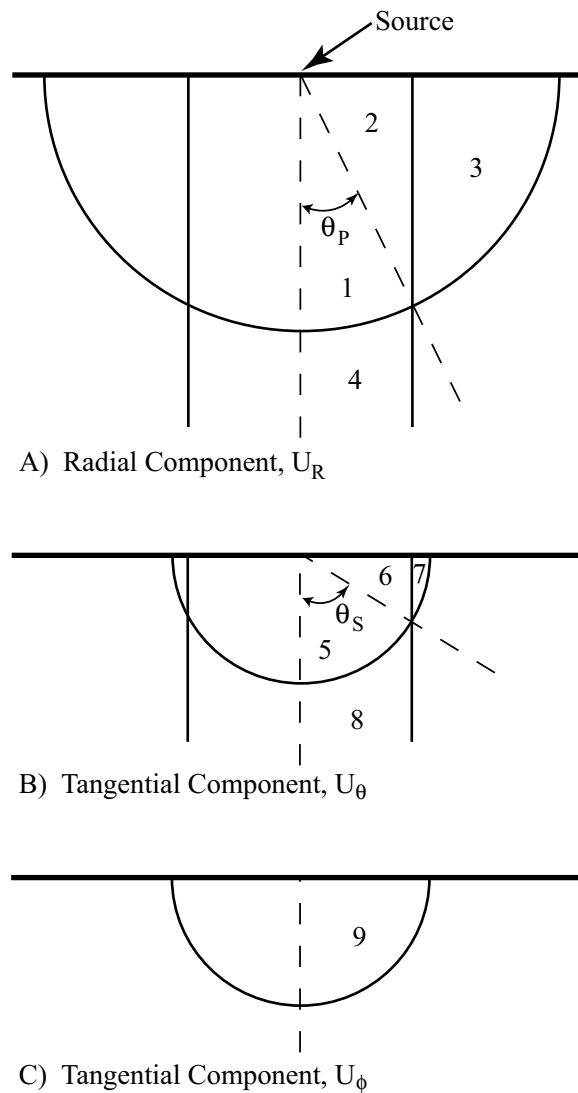 Source
2
3
θP
1
4
A) Radial Component, UR
6 7
θS
5
8
B) Tangential Component, Uθ
9
C) Tangential Component, Uϕ